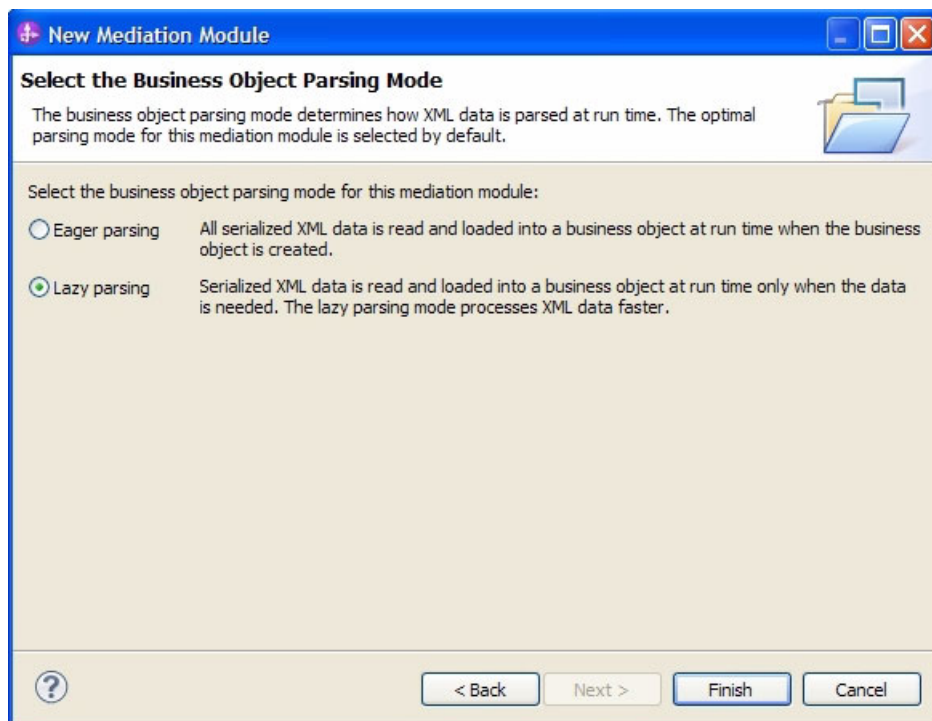 New Mediation Module
Select the Business Object Parsing Mode
The business object parsing mode determines how XML data is parsed at run time. The optimal
parsing mode for this mediation module is selected by default.
Select the business object parsing mode for this mediation module:
Eager parsing
All serialized XML data is read and loaded into a business object at run time when the business
object is created.
Lazy parsing
Serialized XML data is read and loaded into a business object at run time only when the data
is needed. The lazy parsing mode processes XML data faster.
?
< Back
Next >
Finish
Cancel